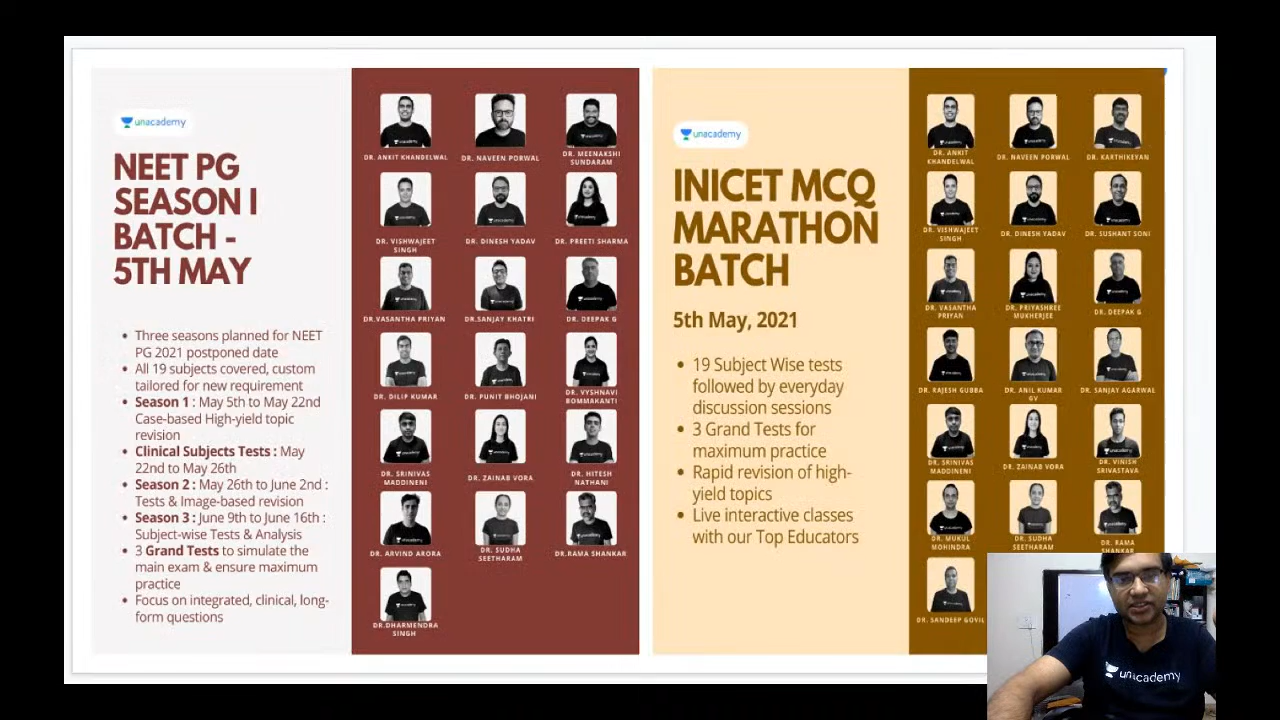 unacademy
NEET PG
SEASON I
BATCH -
5TH MAY
• Three seasons planned for NEET
PG 2021 postponed date
• All 19 subjects covered, custom
tailored for new requirement
• Season 1 : May 5th to May 22nd
Case-based High-yield topic
revision
• Clinical Subjects Tests : May
22nd to May 26th
• Season 2 : May 26th to June 2nd :
Tests & Image-based revision
• Season 3 : June 9th to June 16th :
Subject-wise Tests & Analysis
• 3 Grand Tests to simulate the
main exam & ensure maximum
practice
• Focus on integrated, clinical, long-
form questions
DR. ANKIT KHANDELWAL
DR. NAVEEN PORWAL
DR. MEENAKSHI
SUNDARAM
DR. VISHWAJEET
SINGH
DR. DINESH YADAV
DR. PREETI SHARMA
DR.VASANTHA PRIYAN
DR.SANJAY KHATRI
DR. DEEPAK G
DR. DILIP KUMAR
DR. PUNIT BHOJANI
DR. VYSHNAVI
BOMMAKANTI
DR. SRINIVAS
MADDINENI
DR. ZAINAB VORA
DR. HITESH
NATHANI
DR. ARVIND ARORA
DR. SUDHA
SEETHARAM
DR.RAMA SHANKAR
DR.DHARMENDRA
SINGH
unacademy
INICET MCQ
MARATHON
BATCH
5th May, 2021
• 19 Subject Wise tests
followed by everyday
discussion sessions
• 3 Grand Tests for
maximum practice
• Rapid revision of high-
yield topics
• Live interactive classes
with our Top Educators
DR. ANKIT
KHANDELWAL
DR. NAVEEN PORWAL
DR. KARTHIKEYAN
DR. VISHWAJEET
SINGH
DR. DINESH YADAV
DR. SUSHANT SONI
DR. VASANTHA
PRIYAN
DR. PRIYASHREE
MUKHERJEE
DR. DEEPAK G
DR. RAJESH GUBBA
DR. ANIL KUMAR
GV
DR. SANJAY AGARWAL
DR. SRINIVAS
MADDINENI
DR. ZAINAB VORA
DR. VINISH
SRIVASTAVA
DR. MUKUL
MOHINDRA
DR. SUDHA
SEETHARAM
DR. RAMA
SHANKAR
DR. SANDEEP GOYIL
unacademy